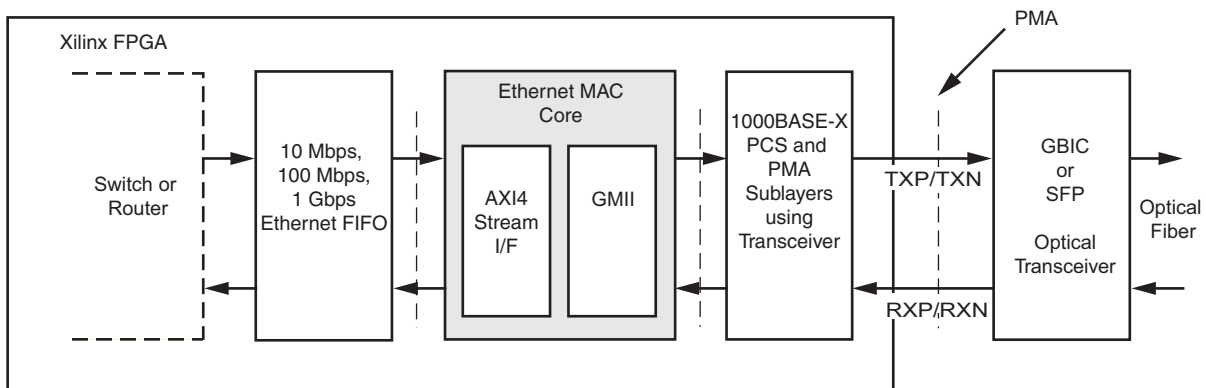 PMA
Xilinx FPGA
Switch or
Router
10 Mbps,
100 Mbps,
1 Gbps
Ethernet FIFO
Ethernet MAC
Core
AXI4
Stream
I/F
GMII
1000BASE-X
PCS and
PMA
Sublayers
using
Transceiver
TXP/TXN
RXP/RXN
GBIC
or
SFP
Optical
Transceiver
Optical
Fiber